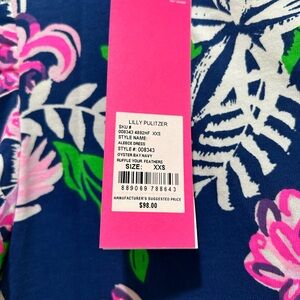 LILLY PULITZER
SKU #
008343 4892HF XXS
STYLE NAME:
ALEECE DRESS
STYLE #: 008343
OYSTER BAY NAVY
RUFFLE YOUR FEATHERS
SIZE: XXS
889069 788643
MANUFACTURER'S SUGGESTED PRICE
$98.00